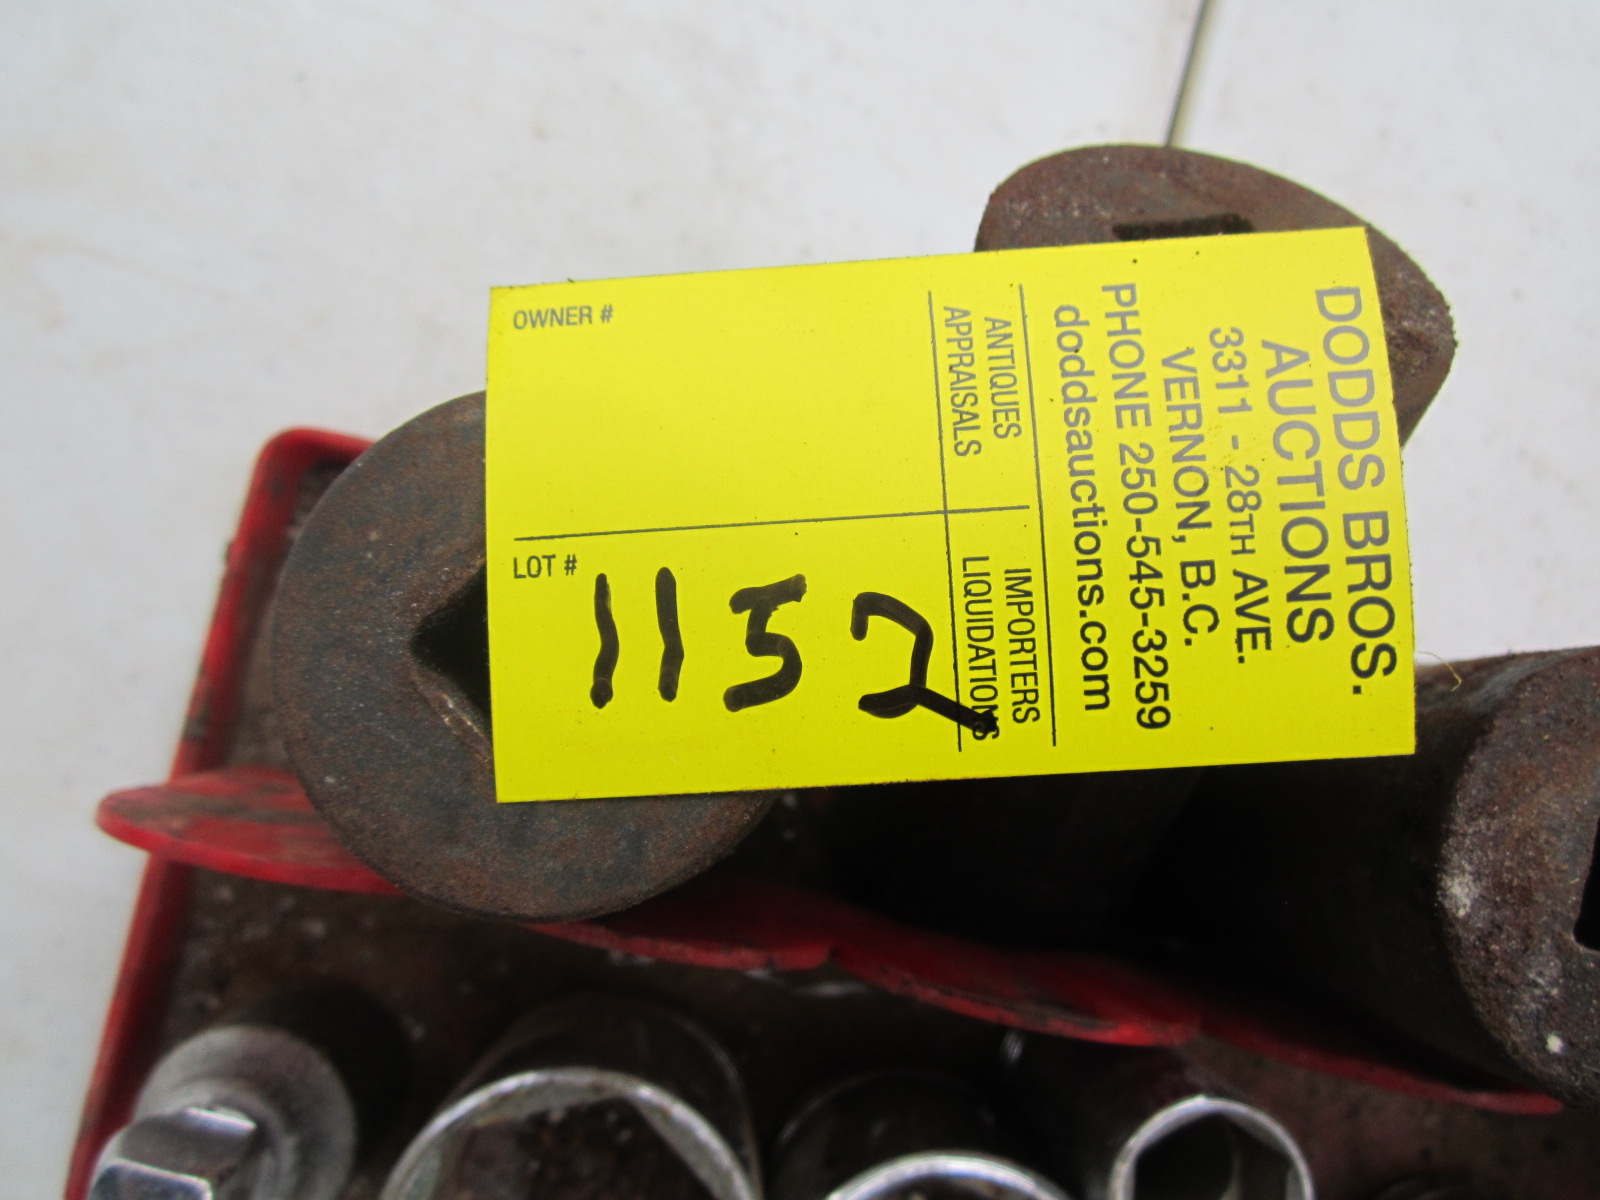 DODDS BROS.
AUCTIONS
3311 - 28TH AVE.
VERNON, B.C.
PHONE 250-545-3259
doddsauctions.com
ANTIQUES
APPRAISALS
IMPORTERS
LIQUIDATIONS
OWNER #
LOT #
1152